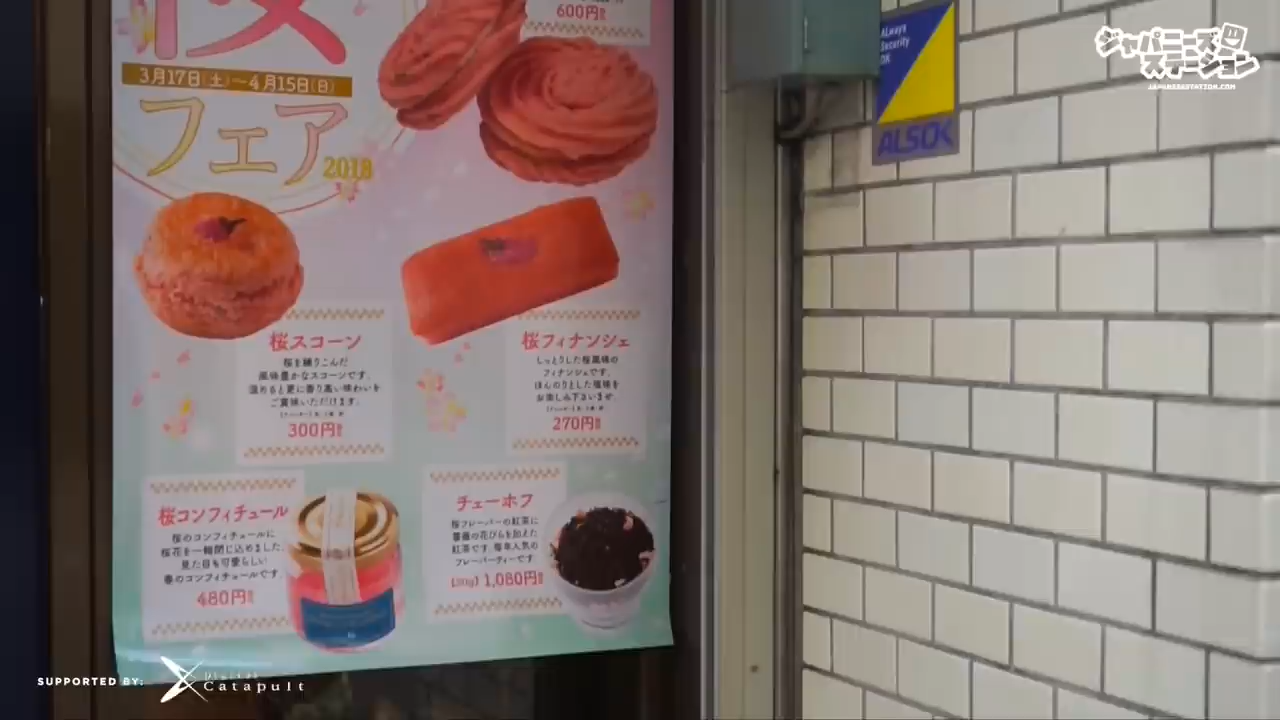 桜
600円
3月17日(土)〜4月15日(日)
フェア
2018
桜スコーン
桜を練りこんだ
風味豊かなスコーンです。
温めると更に香り高い味わいを
ご賞味いただけます。
300円
桜フィナンシェ
しっとりした桜風味の
フィナンシェです。
ほんのりとした塩味を
お楽しみ下さいませ。
270円
桜コンフィチュール
桜のコンフィチュールに
桜花を一輪閉じ込めました。
見た目も可愛らしい
春のコンフィチュールです。
480円
チェーホフ
桜フレーバーの紅茶に
薔薇の花びらを加えた
紅茶です。毎年人気の
フレーバーティーです。
(30g) 1,080円
ALways
Security
OK
ALSOK
ジャパニーズ
ステーション
JAPANESESTATION.COM
SUPPORTED BY:
Digital
Catapult